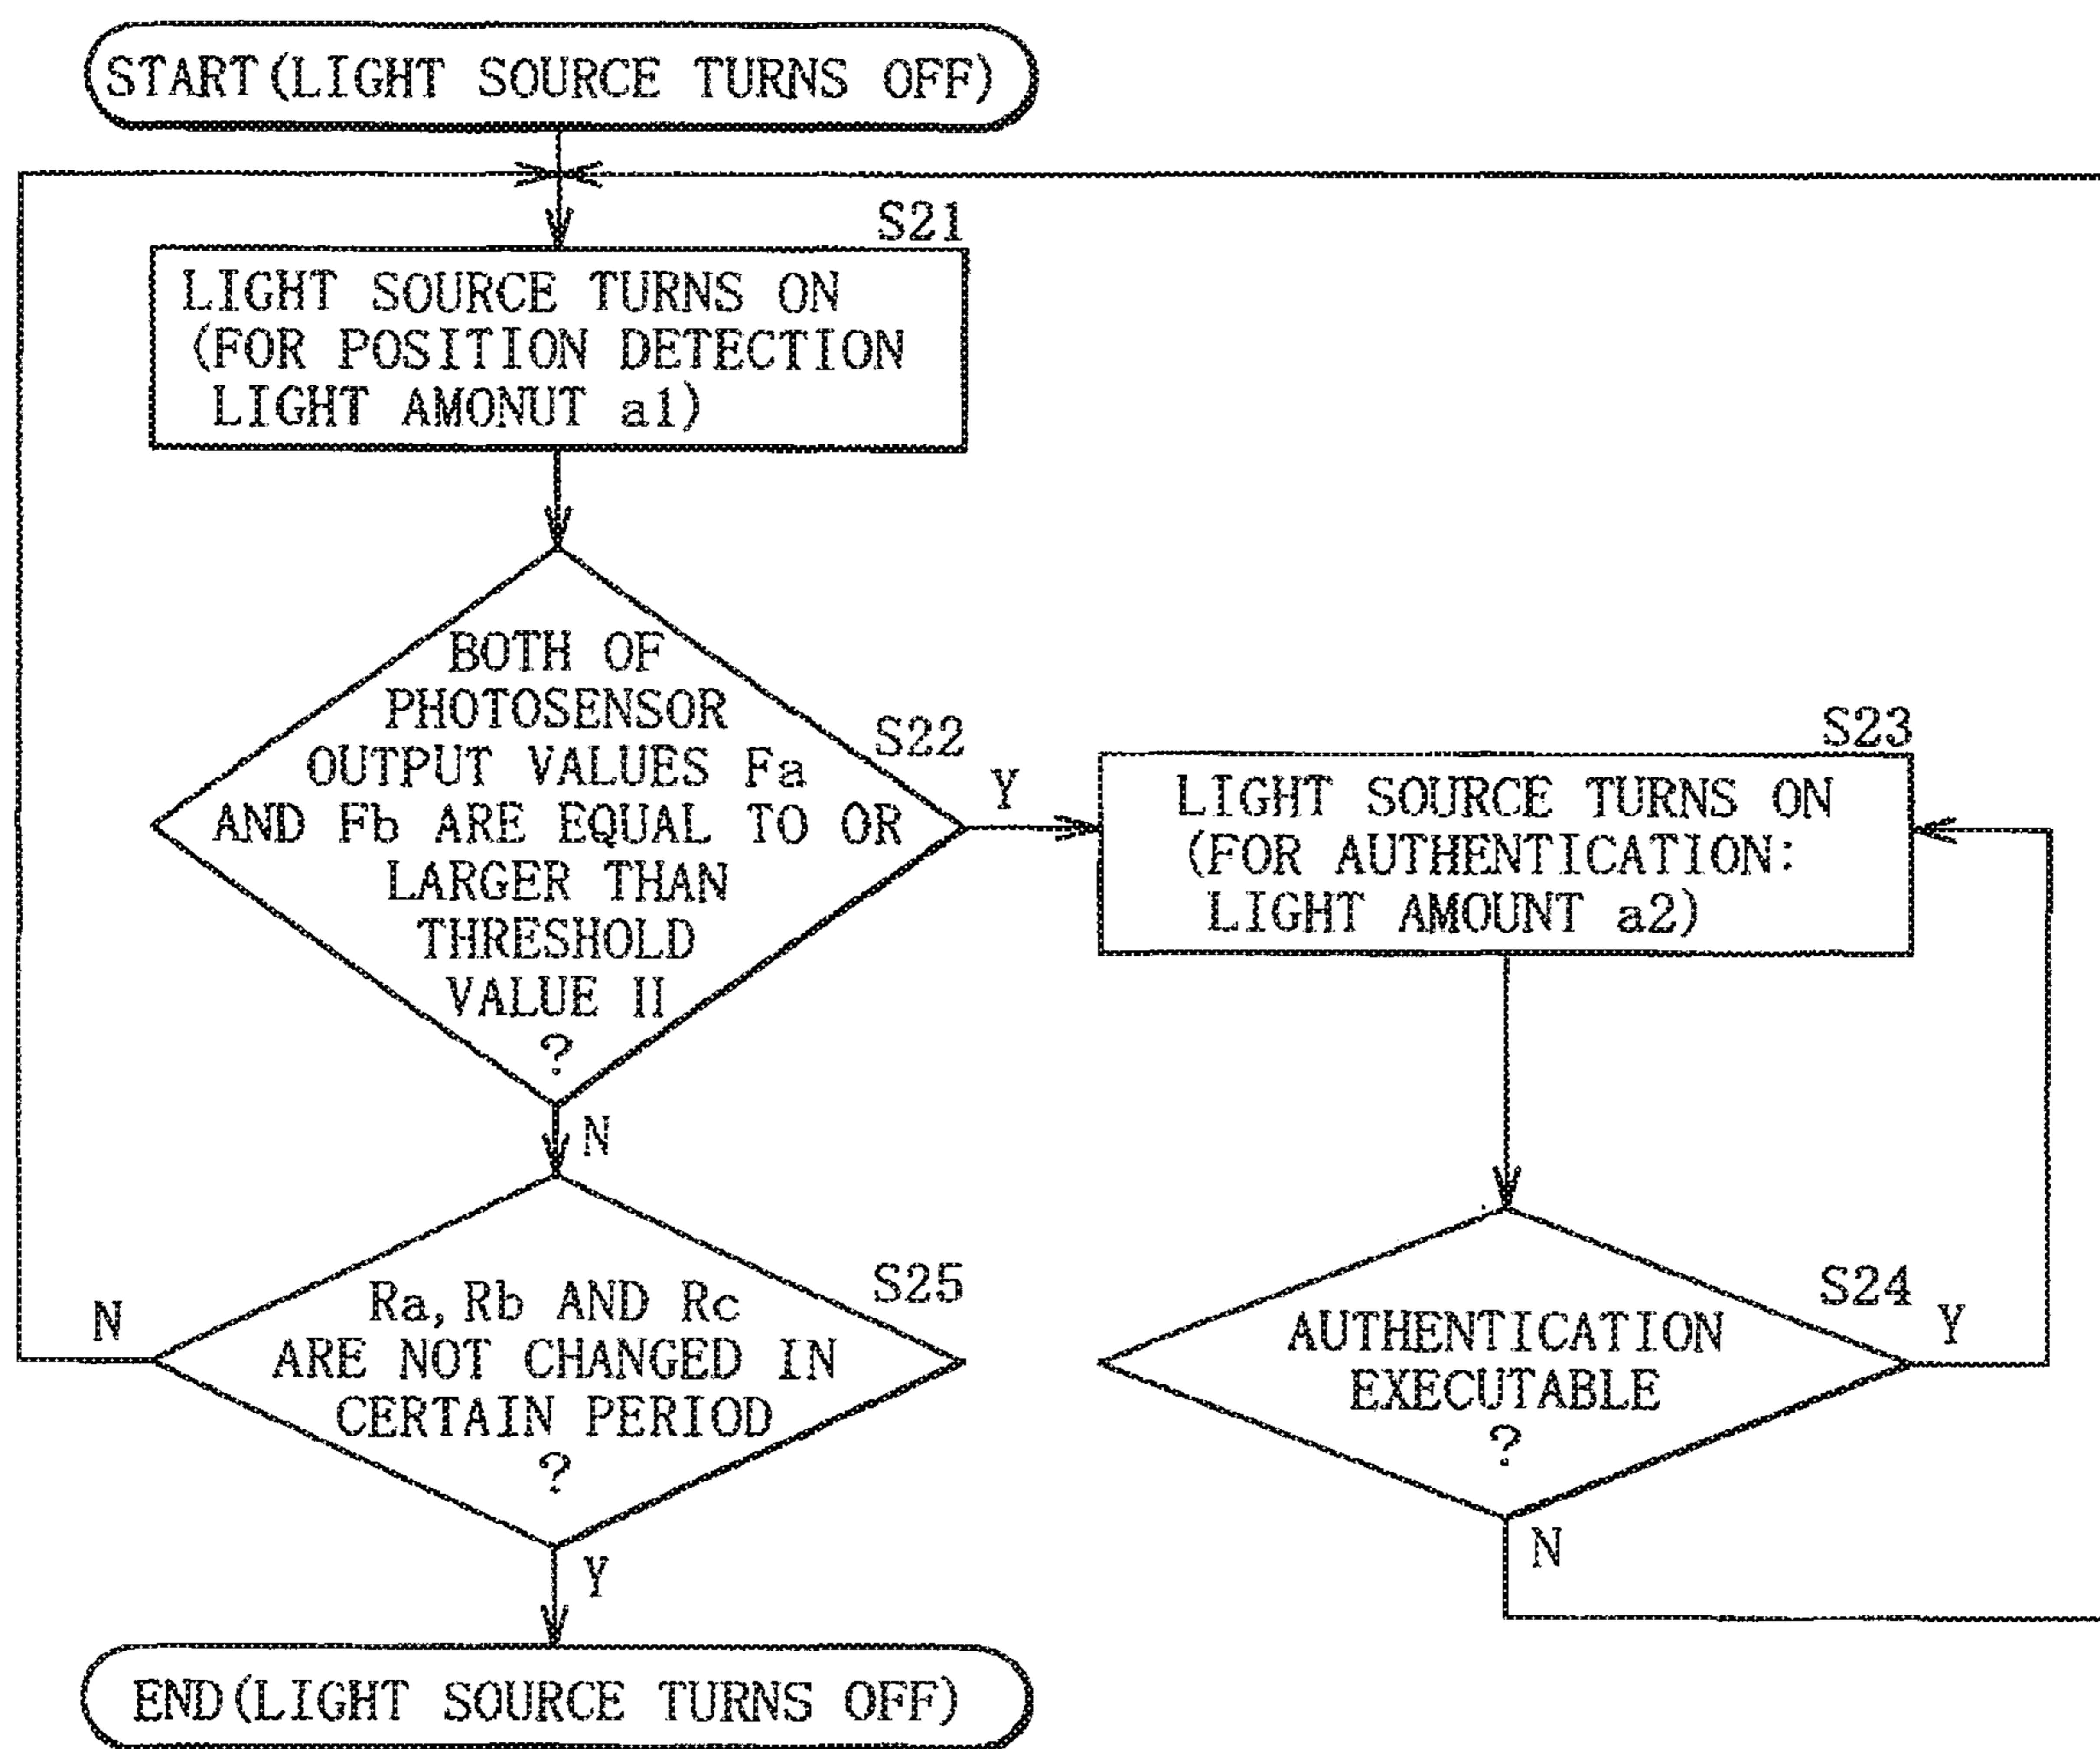 START(LIGHT SOURCE TURNS OFF)
S21
LIGHT SOURCE TURNS ON
(FOR POSITION DETECTION
LIGHT AMONUT a1)
BOTH OF
PHOTOSENSOR
OUTPUT VALUES Fa
AND Fb ARE EQUAL TO OR
LARGER THAN
THRESHOLD
VALUE II
?
S22
Y
N
S23
LIGHT SOURCE TURNS ON
(FOR AUTHENTICATION:
LIGHT AMOUNT a2)
S24
AUTHENTICATION
EXECUTABLE
?
Y
N
S25
Ra, Rb AND Rc
ARE NOT CHANGED IN
CERTAIN PERIOD
?
N
Y
END(LIGHT SOURCE TURNS OFF)